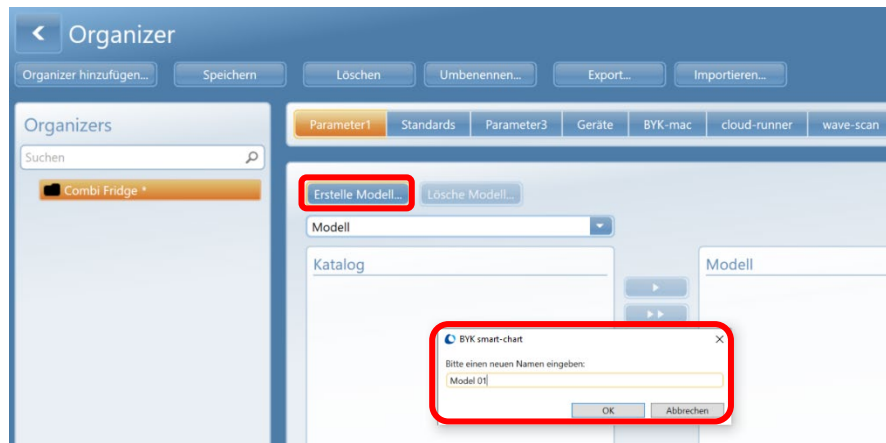 Organizer
Organizer hinzufügen... Speichern Löschen Umbenennen... Export... Importieren...
Organizers
Suchen
Combi Fridge *
Parameter1 Standards Parameter3 Geräte BYK-mac cloud-runner wave-scan
Erstelle Modell... Lösche Modell...
Modell
Katalog
Modell
BYK smart-chart
Bitte einen neuen Namen eingeben:
Model 01
OK Abbrechen